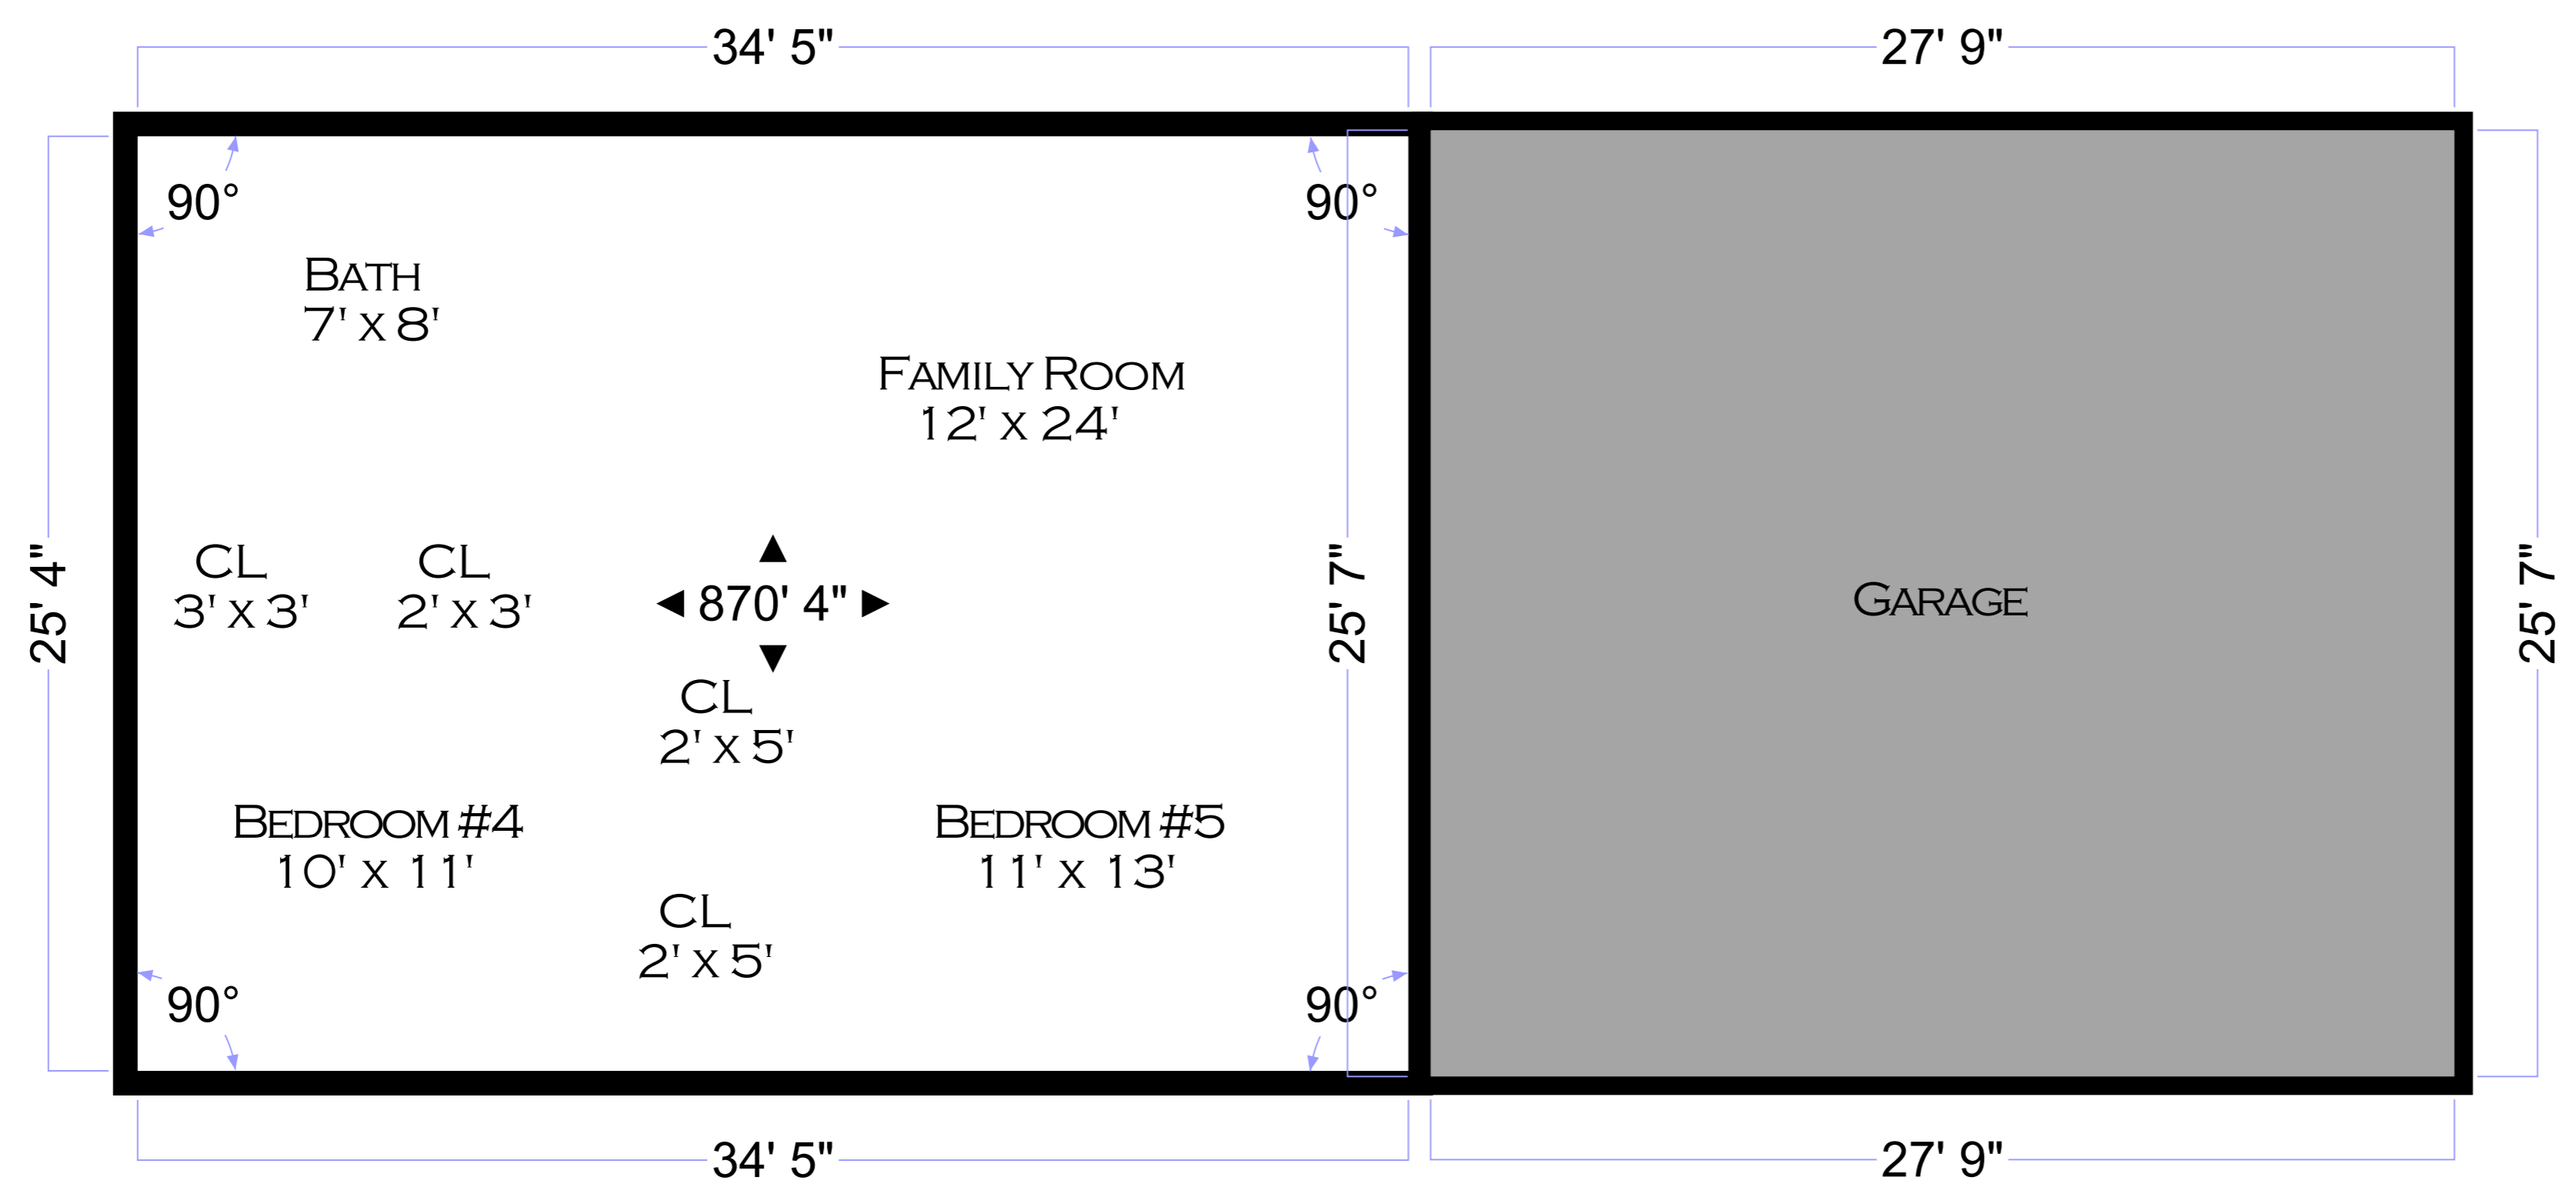 34' 5"
27' 9"
90°
90°
BATH
7' X 8'
FAMILY ROOM
12' X 24'
25' 4"
CL
3' X 3'
CL
2' X 3'
870' 4"
25' 7"
GARAGE
25' 7"
CL
2' X 5'
BEDROOM #4
10' X 11'
BEDROOM #5
11' X 13'
CL
2' X 5'
90°
90°
34' 5"
27' 9"